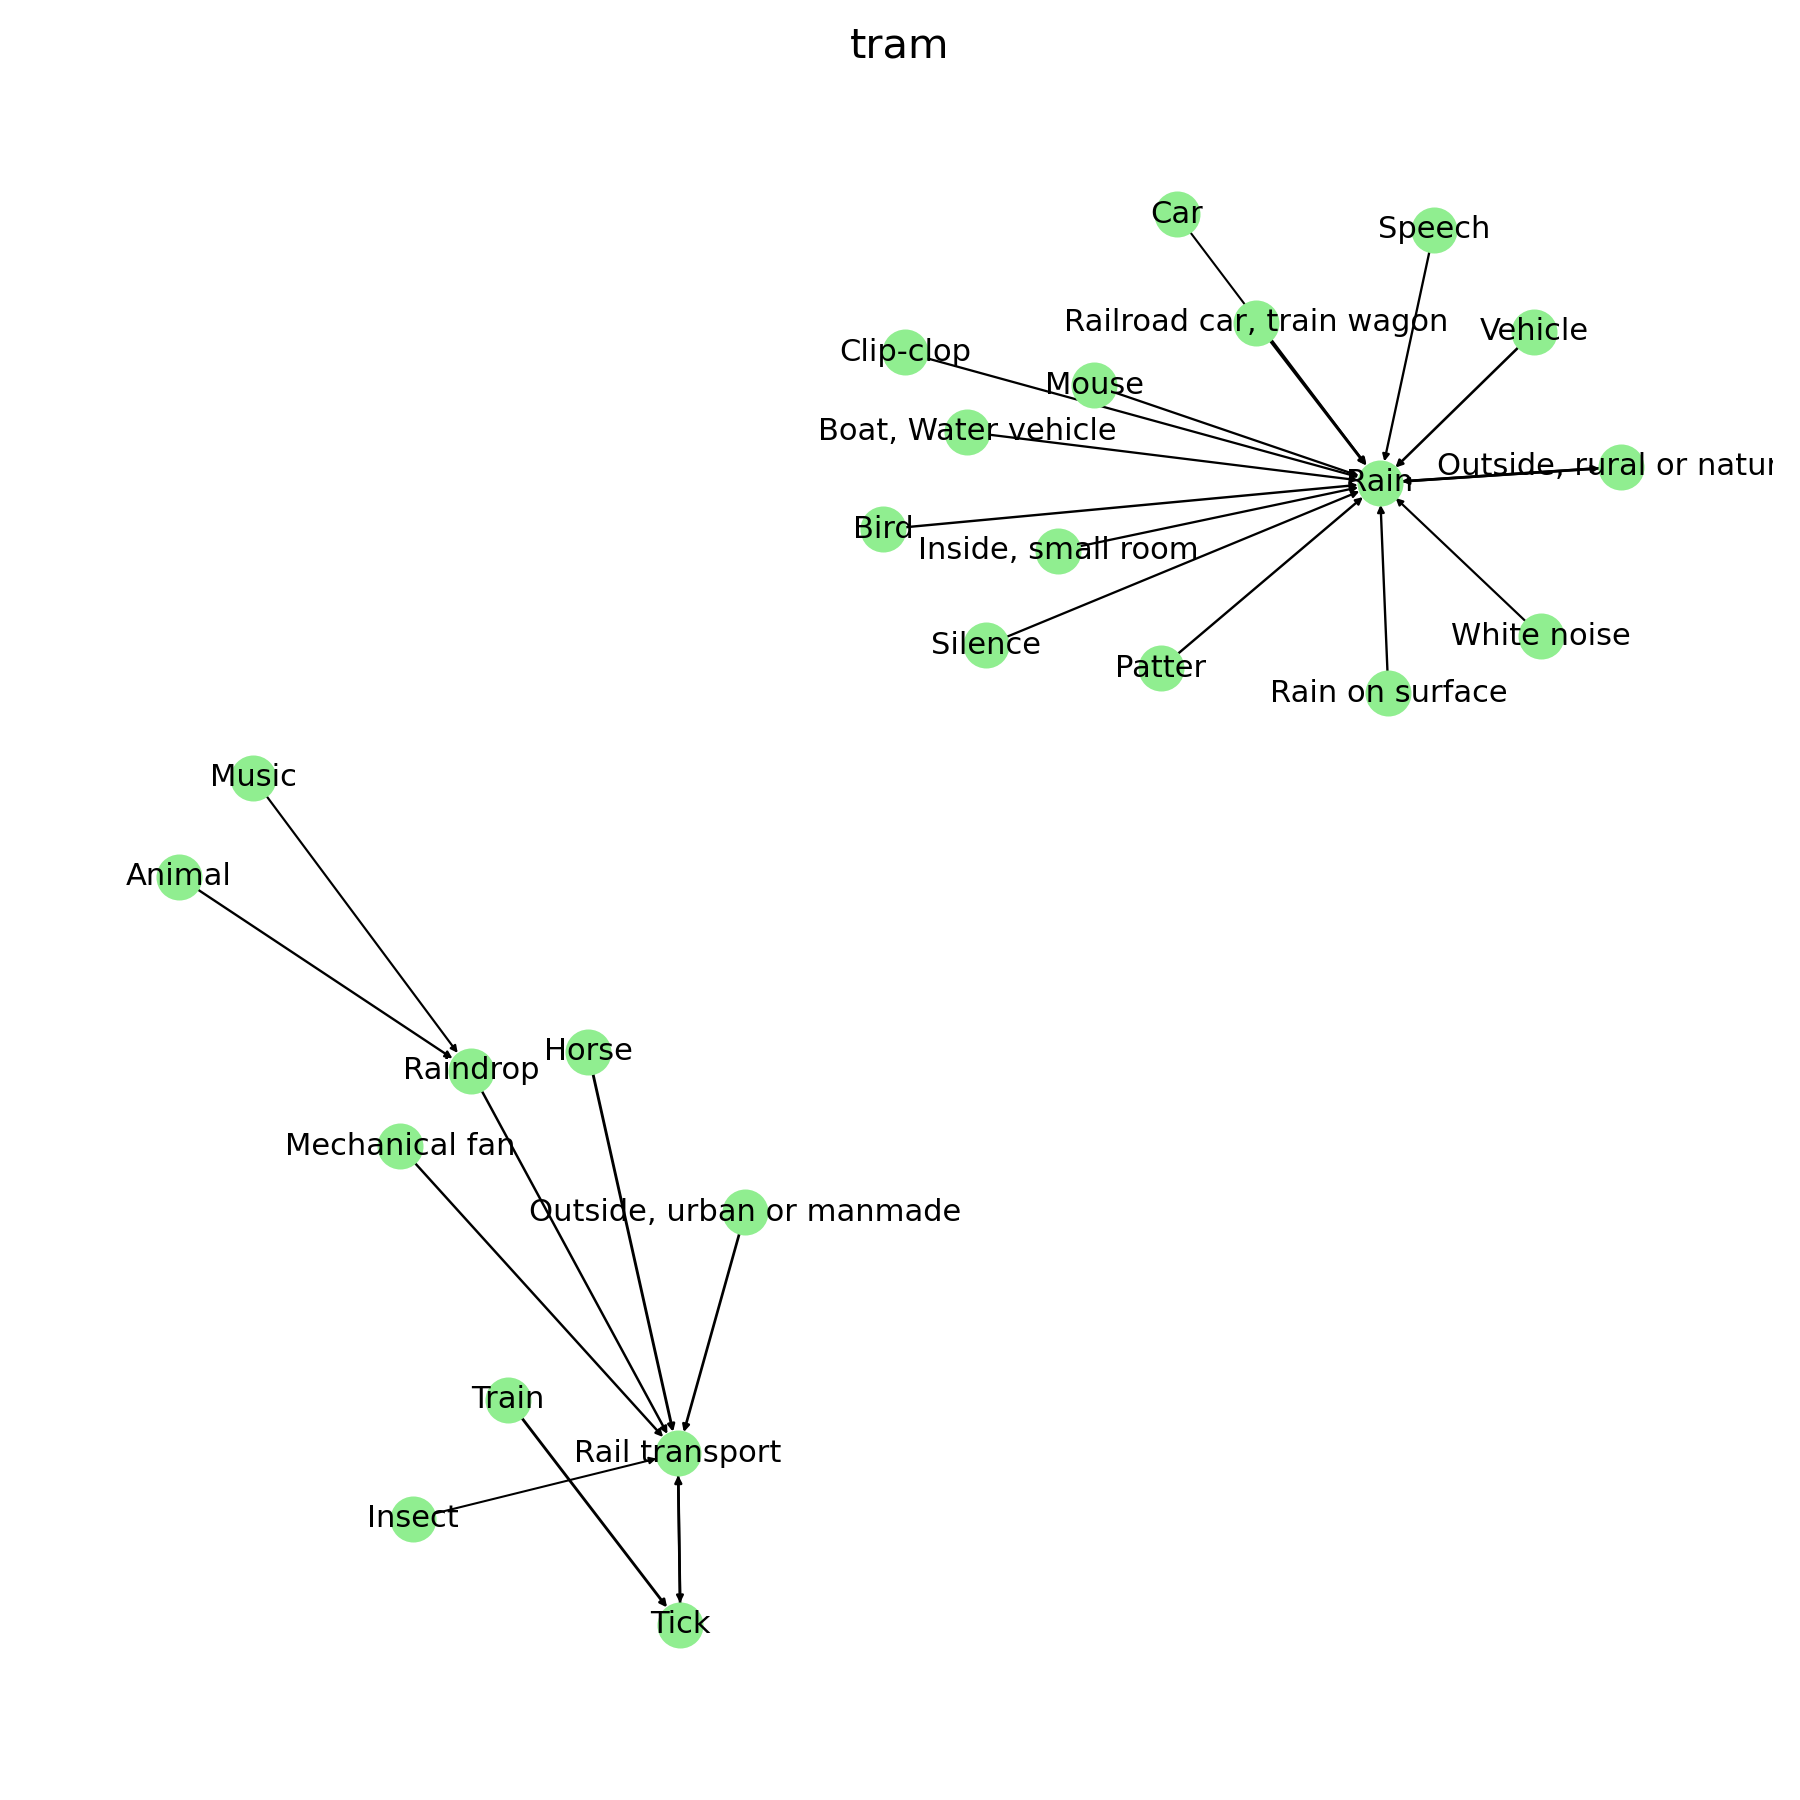 tram
Car
Speech
Railroad car, train wagon
Vehicle
Clip-clop
Mouse
Boat, Water vehicle
Outside, rural or natur
Rain
Bird
Inside, small room
White noise
Silence
Patter
Rain on surface
Music
Animal
Horse
Raindrop
Mechanical fan
Outside, urban or manmade
Train
Rail transport
Insect
Tick